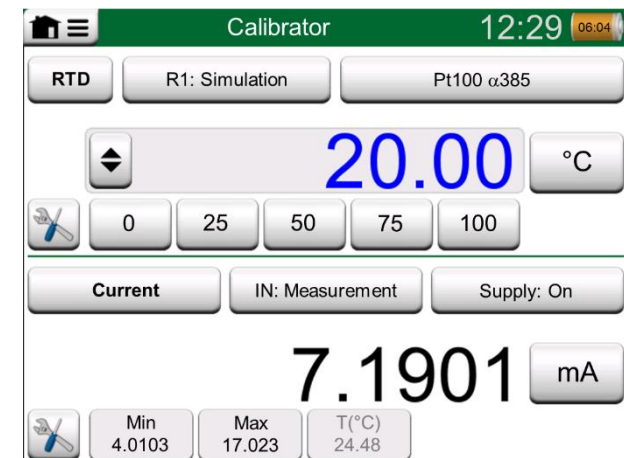 Calibrator 12:29 06:04
RTD R1: Simulation Pt100 α385
20.00 °C
0 25 50 75 100
Current IN: Measurement Supply: On
7.1901 mA
Min Max T(°C)
4.0103 17.023 24.48